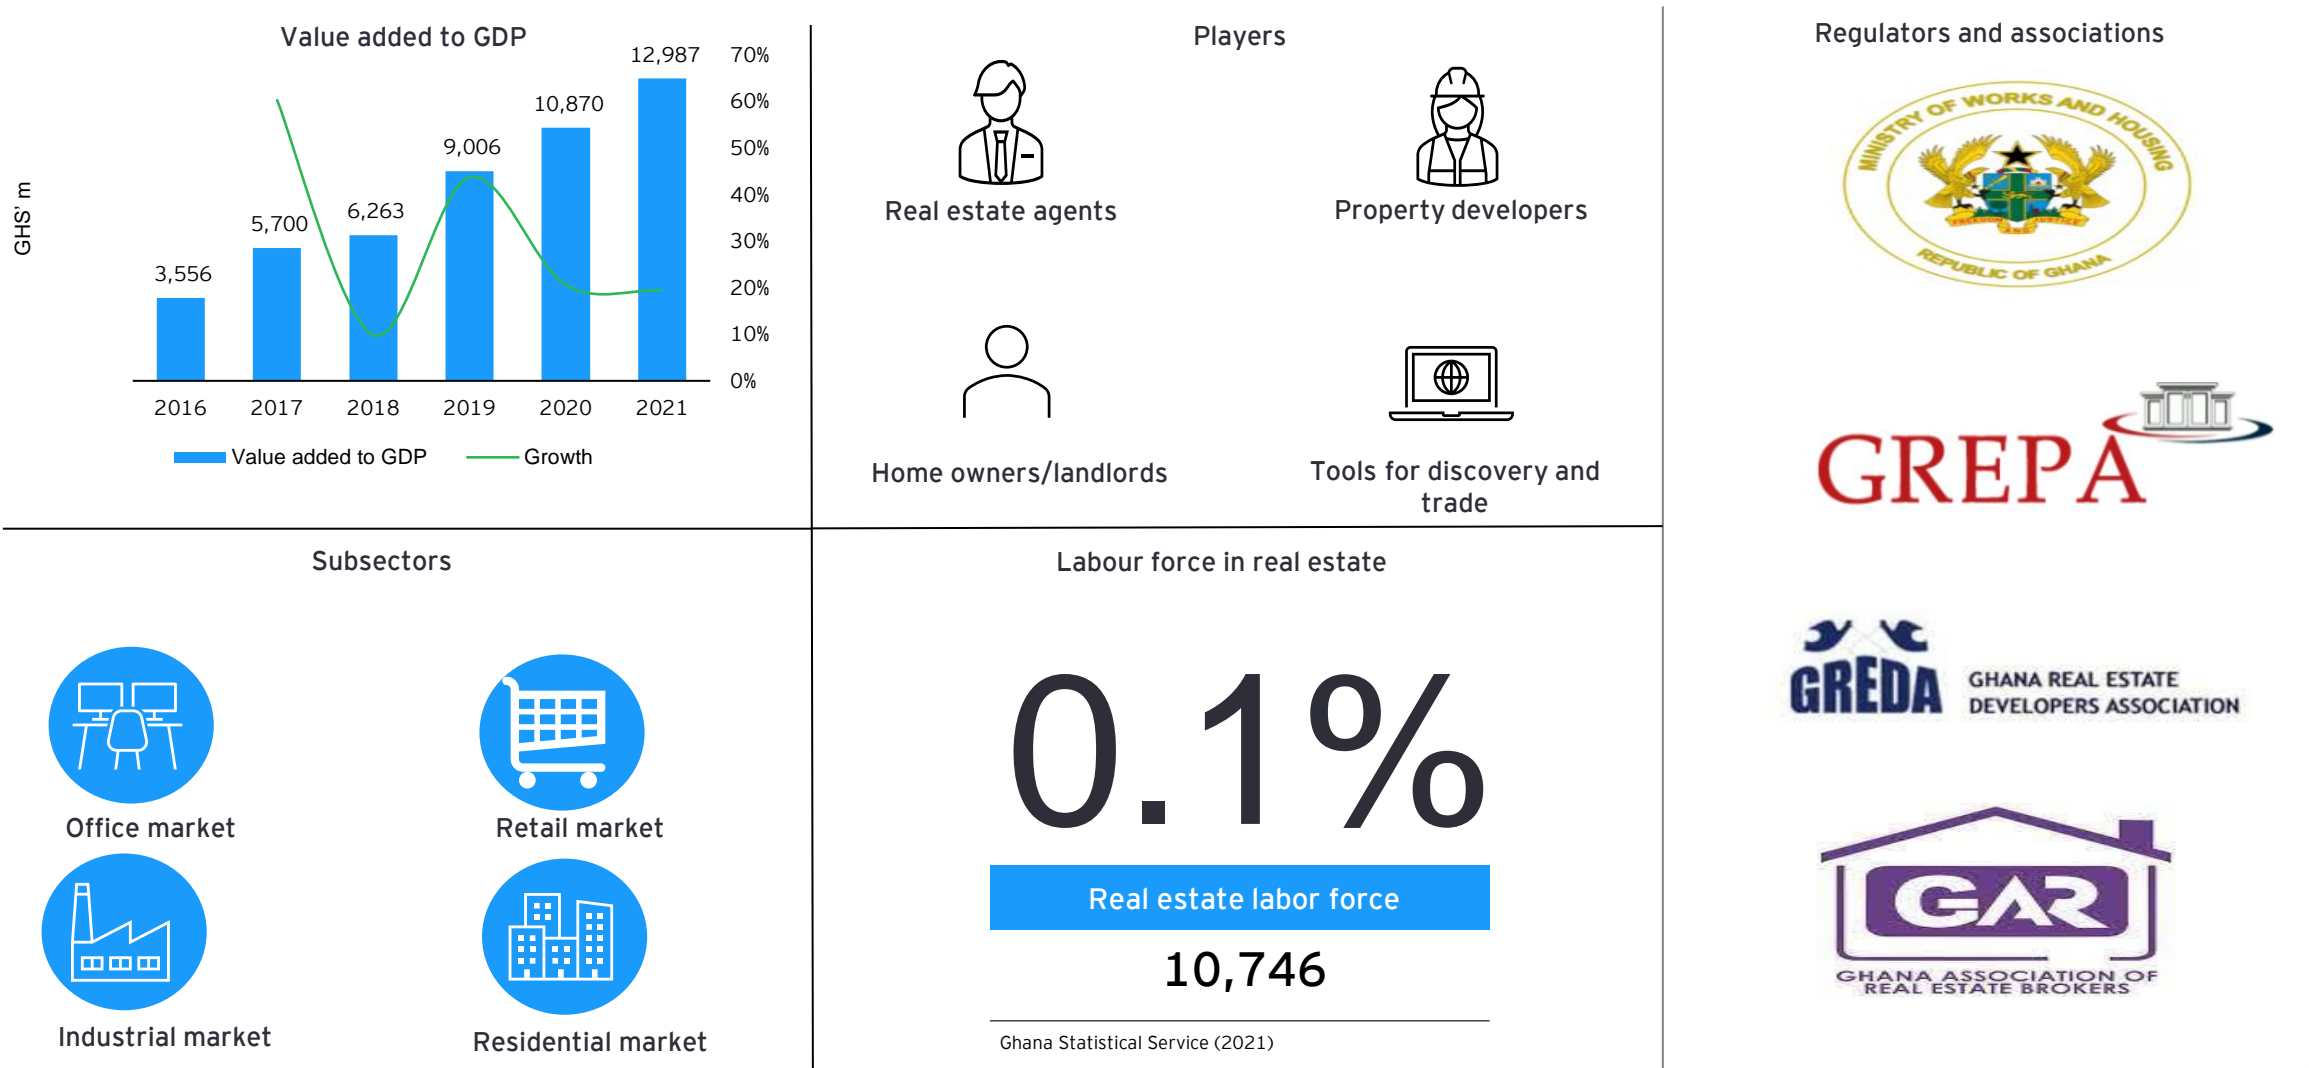 Value added to GDP
GHS' m
12,987
10,870
9,006
6,263
5,700
3,556
70%
60%
50%
40%
30%
20%
10%
0%
2016 2017 2018 2019 2020 2021
Value added to GDP Growth
Players
Real estate agents
Property developers
Home owners/landlords
Tools for discovery and
trade
Regulators and associations
MINISTRY OF WORKS AND HOUSING
FREEDOM AND JUSTICE
REPUBLIC OF GHANA
GREPA
GREDA
GHANA REAL ESTATE
DEVELOPERS ASSOCIATION
GAR
GHANA ASSOCIATION OF
REAL ESTATE BROKERS
Subsectors
Office market
Retail market
Industrial market
Residential market
Labour force in real estate
0.1%
Real estate labor force
10,746
Ghana Statistical Service (2021)